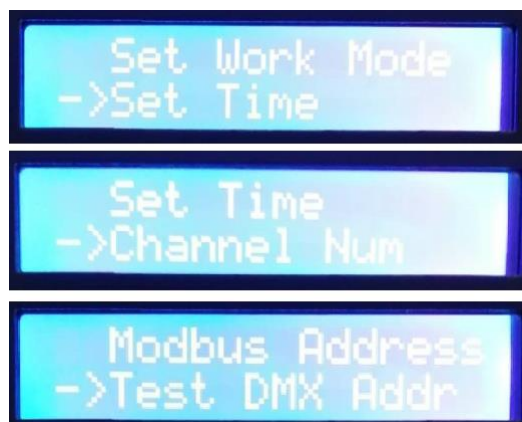 Set Work Mode
->Set Time
Set Time
->Channel Num
Modbus Address
->Test DMX Addr